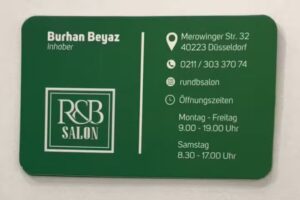 Burhan Beyaz
Inhaber
R&B
SALON
Merowinger Str. 32
40223 Düsseldorf
0211 / 303 370 74
rundbsalon
Öffnungszeiten
Montag - Freitag
9.00 - 19.00 Uhr
Samstag
8.30 - 17.00 Uhr